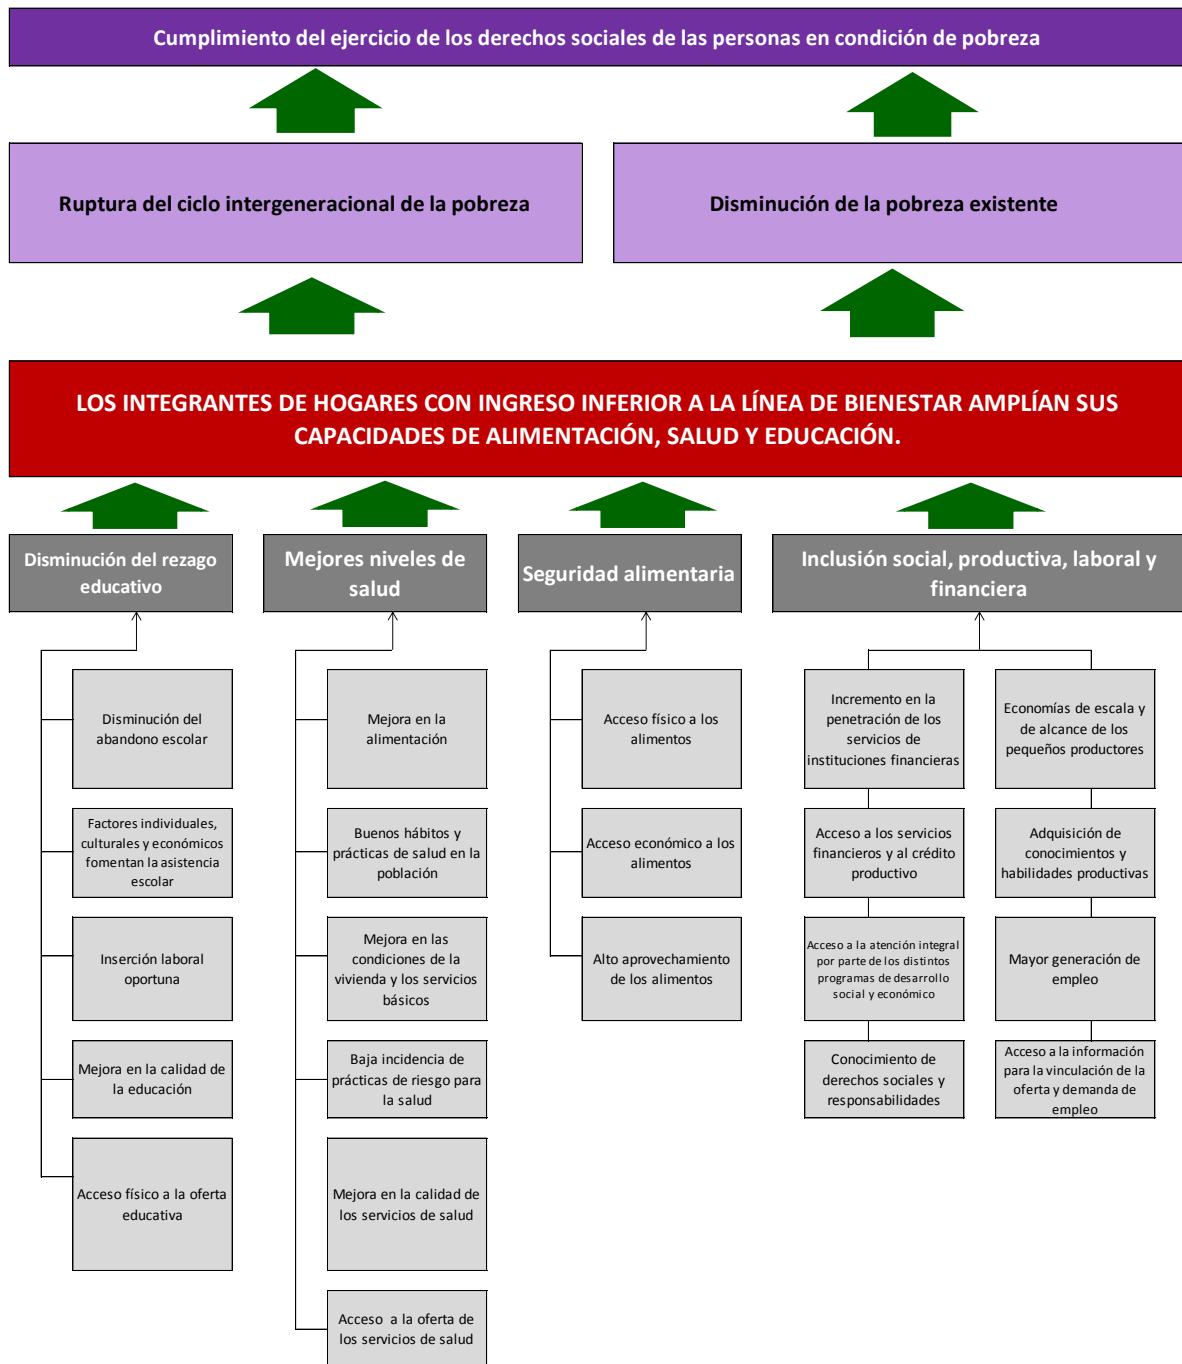 Cumplimiento del ejercicio de los derechos sociales de las personas en condición de pobreza
Ruptura del ciclo intergeneracional de la pobreza
Disminución de la pobreza existente
LOS INTEGRANTES DE HOGARES CON INGRESO INFERIOR A LA LÍNEA DE BIENESTAR AMPLÍAN SUS
CAPACIDADES DE ALIMENTACIÓN, SALUD Y EDUCACIÓN.
Disminución del rezago
educativo
Mejores niveles de
salud
Seguridad alimentaria
Inclusión social, productiva, laboral y
financiera
Disminución del
abandono escolar
Factores individuales,
culturales y económicos
fomentan la asistencia
escolar
Inserción laboral
oportuna
Mejora en la calidad de
la educación
Acceso físico a la oferta
educativa
Mejora en la
alimentación
Buenos hábitos y
prácticas de salud en la
población
Mejora en las
condiciones de la
vivienda y los servicios
básicos
Baja incidencia de
prácticas de riesgo para
la salud
Mejora en la calidad de
los servicios de salud
Acceso a la oferta de
los servicios de salud
Acceso físico a los
alimentos
Acceso económico a los
alimentos
Alto aprovechamiento
de los alimentos
Incremento en la
penetración de los
servicios de
instituciones financieras
Acceso a los servicios
financieros y al crédito
productivo
Acceso a la atención integral
por parte de los distintos
programas de desarrollo
social y económico
Conocimiento de
derechos sociales y
responsabilidades
Economías de escala y
de alcance de los
pequeños productores
Adquisición de
conocimientos y
habilidades productivas
Mayor generación de
empleo
Acceso a la información
para la vinculación de la
oferta y demanda de
empleo